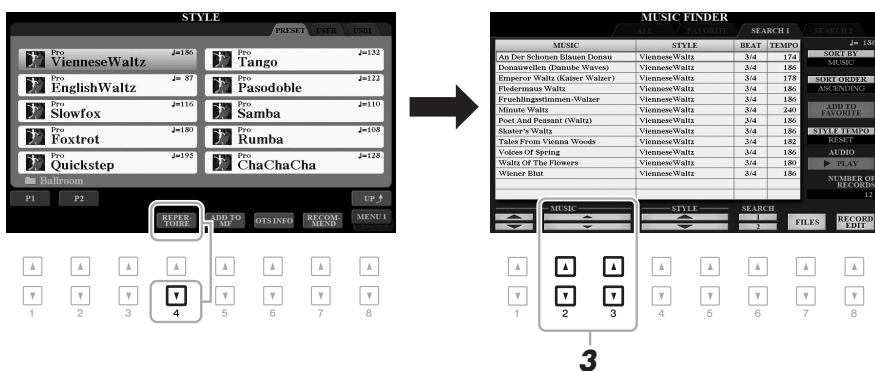 STYLE
PRESET USER USB1
Pro ♩=186
VienneseWaltz
Pro ♩=132
Tango
Pro ♩= 87
EnglishWaltz
Pro ♩=122
Pasodoble
Pro ♩=116
Slowfox
Pro ♩=110
Samba
Pro ♩=180
Foxtrot
Pro ♩=108
Rumba
Pro ♩=195
Quickstep
Pro ♩=128
ChaChaCha
Ballroom
P1 P2 UP
REPER-TOIRE
ADD TO MF
OTS INFO
RECOM-MEND
MENU 1
1 2 3 4 5 6 7 8
MUSIC FINDER
ALL FAVORITE SEARCH 1 SEARCH 2
MUSIC STYLE BEAT TEMPO
An Der Schonen Blauen Donau VienneseWaltz 3/4 174
Donauwellen (Danube Waves) VienneseWaltz 3/4 186
Emperor Waltz (Kaiser Walzer) VienneseWaltz 3/4 178
Fledermaus Waltz VienneseWaltz 3/4 186
Fruehlingsstimmen-Walzer VienneseWaltz 3/4 186
Minute Waltz VienneseWaltz 3/4 240
Poet And Peasant (Waltz) VienneseWaltz 3/4 186
Skater's Waltz VienneseWaltz 3/4 186
Tales From Vienna Woods VienneseWaltz 3/4 182
Voices Of Spring VienneseWaltz 3/4 186
Waltz Of The Flowers VienneseWaltz 3/4 180
Wiener Blut VienneseWaltz 3/4 186
♩= 186
SORT BY
MUSIC
SORT ORDER
ASCENDING
ADD TO
FAVORITE
STYLE TEMPO
RESET
AUDIO
PLAY
NUMBER OF
RECORDS
12
MUSIC STYLE SEARCH
1
2
FILES
RECORD
EDIT
1 2 3 4 5 6 7 8
3